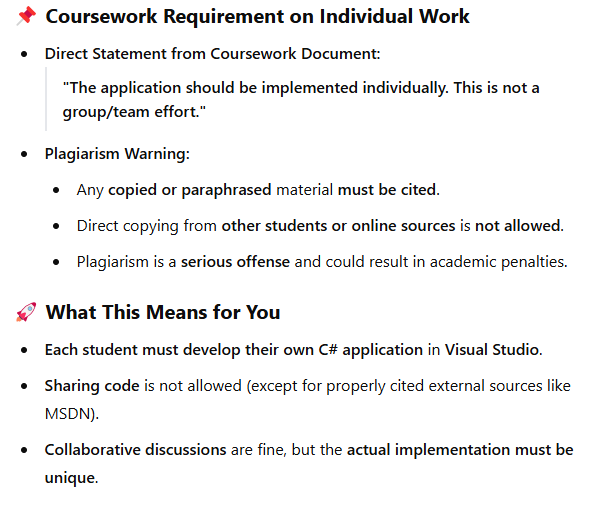 📌 Coursework Requirement on Individual Work
• Direct Statement from Coursework Document:
"The application should be implemented individually. This is not a
group/team effort."
• Plagiarism Warning:
• Any copied or paraphrased material must be cited.
• Direct copying from other students or online sources is not allowed.
• Plagiarism is a serious offense and could result in academic penalties.
🚀 What This Means for You
• Each student must develop their own C# application in Visual Studio.
• Sharing code is not allowed (except for properly cited external sources like
MSDN).
• Collaborative discussions are fine, but the actual implementation must be
unique.